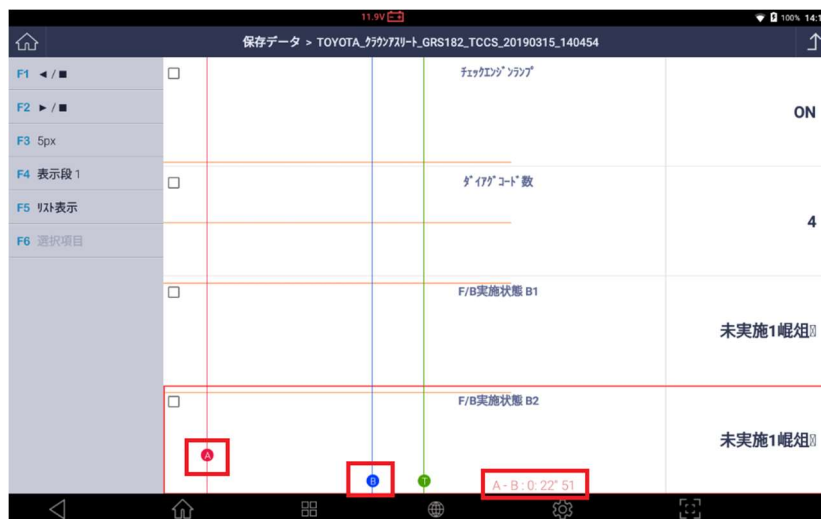 11.9V
100% 14:1
保存データ > TOYOTA_ｸﾗｳﾝｱｽﾘｰﾄ_GRS182_TCCS_20190315_140454
F1 ◄ / ■
F2 ► / ■
F3 5px
F4 表示段 1
F5 ﾘｽﾄ表示
F6 選択項目
ﾁｪｯｸｴﾝｼﾞﾝﾗﾝﾌﾟ
ON
ﾀﾞｲｱｸﾞｺｰﾄﾞ数
4
F/B実施状態 B1
未実施1崐俎
F/B実施状態 B2
未実施1崐俎
A
B
T
A - B : 0: 22" 51